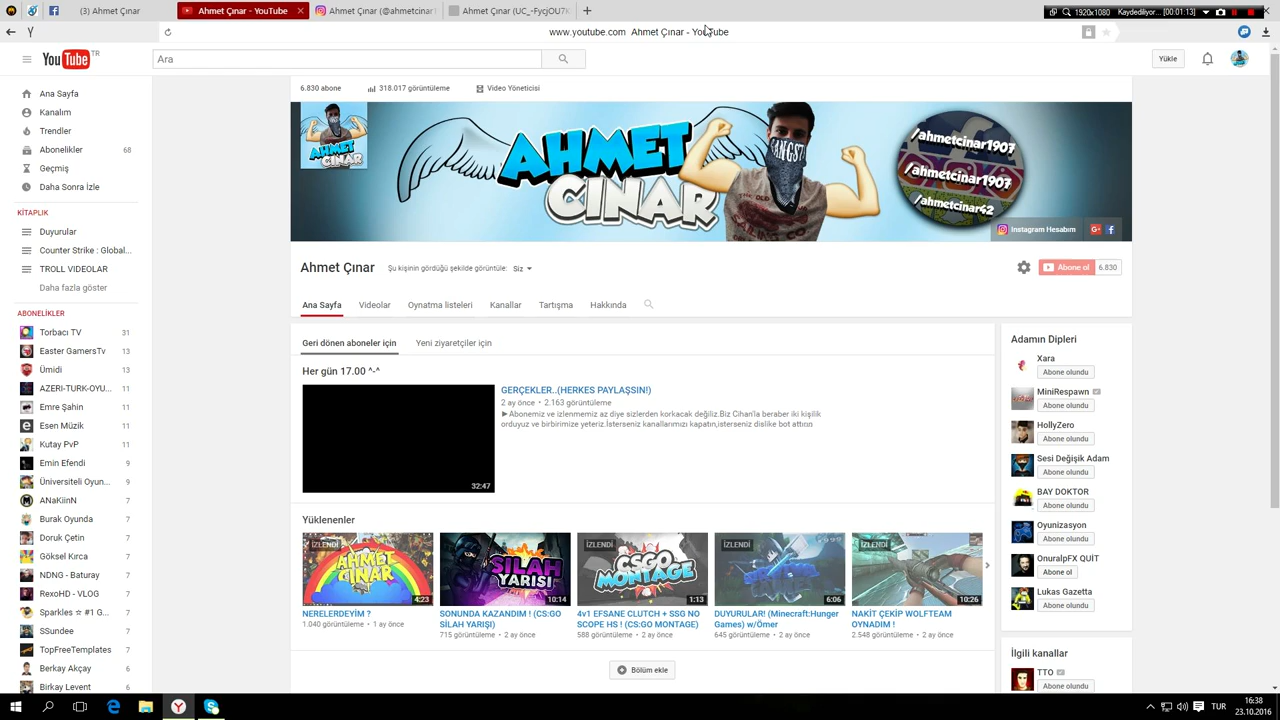 (3) Ahmet Çınar
Ahmet Çınar - YouTube
Ahmet Çınar (@ahmetcinar1
Ahmet Çınar (UC_-FycjOU7K
1920x1080
Kaydediliyor...
[00:01:13]
www.youtube.com Ahmet Çınar - YouTube
YouTube TR
Ara
Yükle
Ana Sayfa
Kanalım
Trendler
Abonelikler 68
Geçmiş
Daha Sonra İzle
KİTAPLIK
Duyurular
Counter Strike : Global...
TROLL VIDEOLAR
Daha fazla göster
ABONELİKLER
Torbacı TV 31
Easter GamersTv 13
Ümidi 13
AZERI-TURK-OYU... 11
Emre Şahin 11
Esen Müzik 11
Kutay PvP 11
Emin Efendi 9
Üniversiteli Oyun... 9
ANaKiinN 7
Burak Oyunda 7
Doruk Çetin 7
Göksel Kırca 7
NDNG - Baturay 7
RexoHD - VLOG 7
Sparkles ☆ #1 G... 7
SSundee 7
TopFreeTemplates 7
Berkay Akçay 7
Birkay Levent 7
6.830 abone
318.017 görüntüleme
Video Yöneticisi
AHMET
ÇINAR
AHMET
ÇINAR
GANGSTA
/ahmetcinar1907
/ahmetcinar1907
/ahmetcinar42
Instagram Hesabım
Ahmet Çınar
Şu kişinin gördüğü şekilde görüntüle: Siz
Abone ol 6.830
Ana Sayfa
Videolar
Oynatma listeleri
Kanallar
Tartışma
Hakkında
Geri dönen aboneler için
Yeni ziyaretçiler için
Her gün 17.00 ^-^
32:47
GERÇEKLER..(HERKES PAYLAŞSIN!)
2 ay önce • 2.163 görüntüleme
►Abonemiz ve izlenmemiz az diye sizlerden korkacak değiliz.Biz Cihan'la beraber iki kişilik
orduyuz ve birbirimize yeteriz.İsterseniz kanallarımızı kapatın,isterseniz dislike bot attırın
Yüklenenler
İZLENDİ
AHMET
ÇINAR
4:23
NERELERDEYİM ?
1.040 görüntüleme • 1 ay önce
SİLAH
YARIŞI
10:14
SONUNDA KAZANDIM ! (CS:GO
SİLAH YARIŞI)
715 görüntüleme • 2 ay önce
İZLENDİ
CSGO
MONTAGE
1:13
4v1 EFSANE CLUTCH + SSG NO
SCOPE HS ! (CS:GO MONTAGE)
588 görüntüleme • 2 ay önce
İZLENDİ
6:06
DUYURULAR! (Minecraft:Hunger
Games) w/Ömer
645 görüntüleme • 2 ay önce
İZLENDİ
10:26
NAKİT ÇEKİP WOLFTEAM
OYNADIM !
2.548 görüntüleme • 2 ay önce
Bölüm ekle
Adamın Dipleri
Xara
Abone olundu
MiniRespawn
Abone olundu
HollyZero
Abone olundu
Sesi Değişik Adam
Abone olundu
BAY DOKTOR
Abone olundu
Oyunizasyon
Abone olundu
OnuralpFX QUİT
Abone ol
Lukas Gazetta
Abone olundu
İlgili kanallar
TTO
Abone olundu
TUR
16:38
23.10.2016